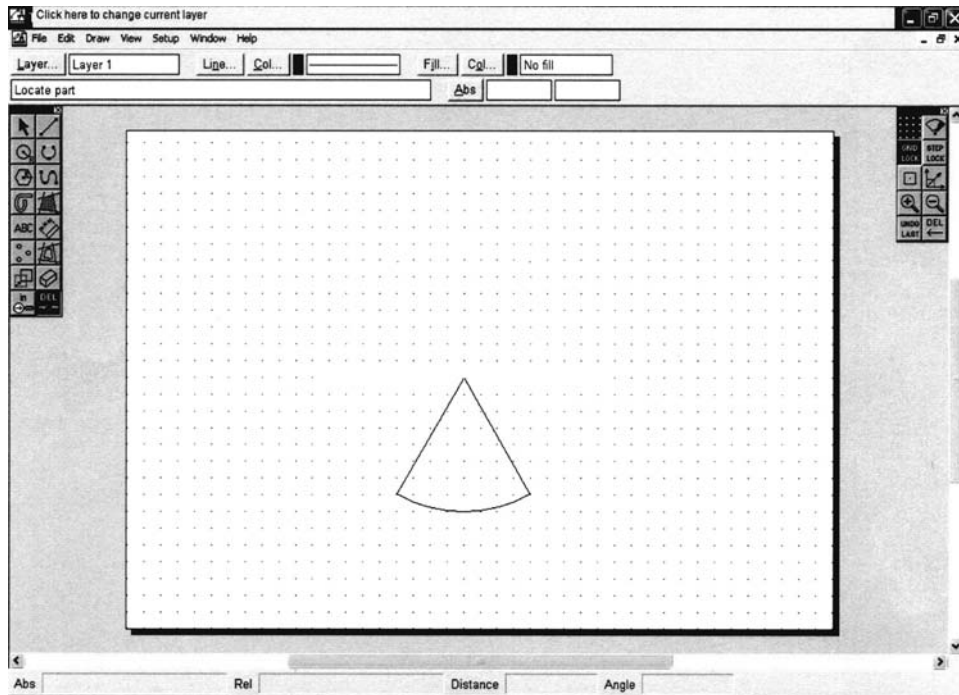 Click here to change current layer
File Edit Draw View Setup Window Help
Layer... Layer 1 Line... Col... Fill... Col... No fill
Locate part Abs
GRID LOCK STEP LOCK
ABC
UNDO LAST DEL
in DEL
Abs Rel Distance Angle